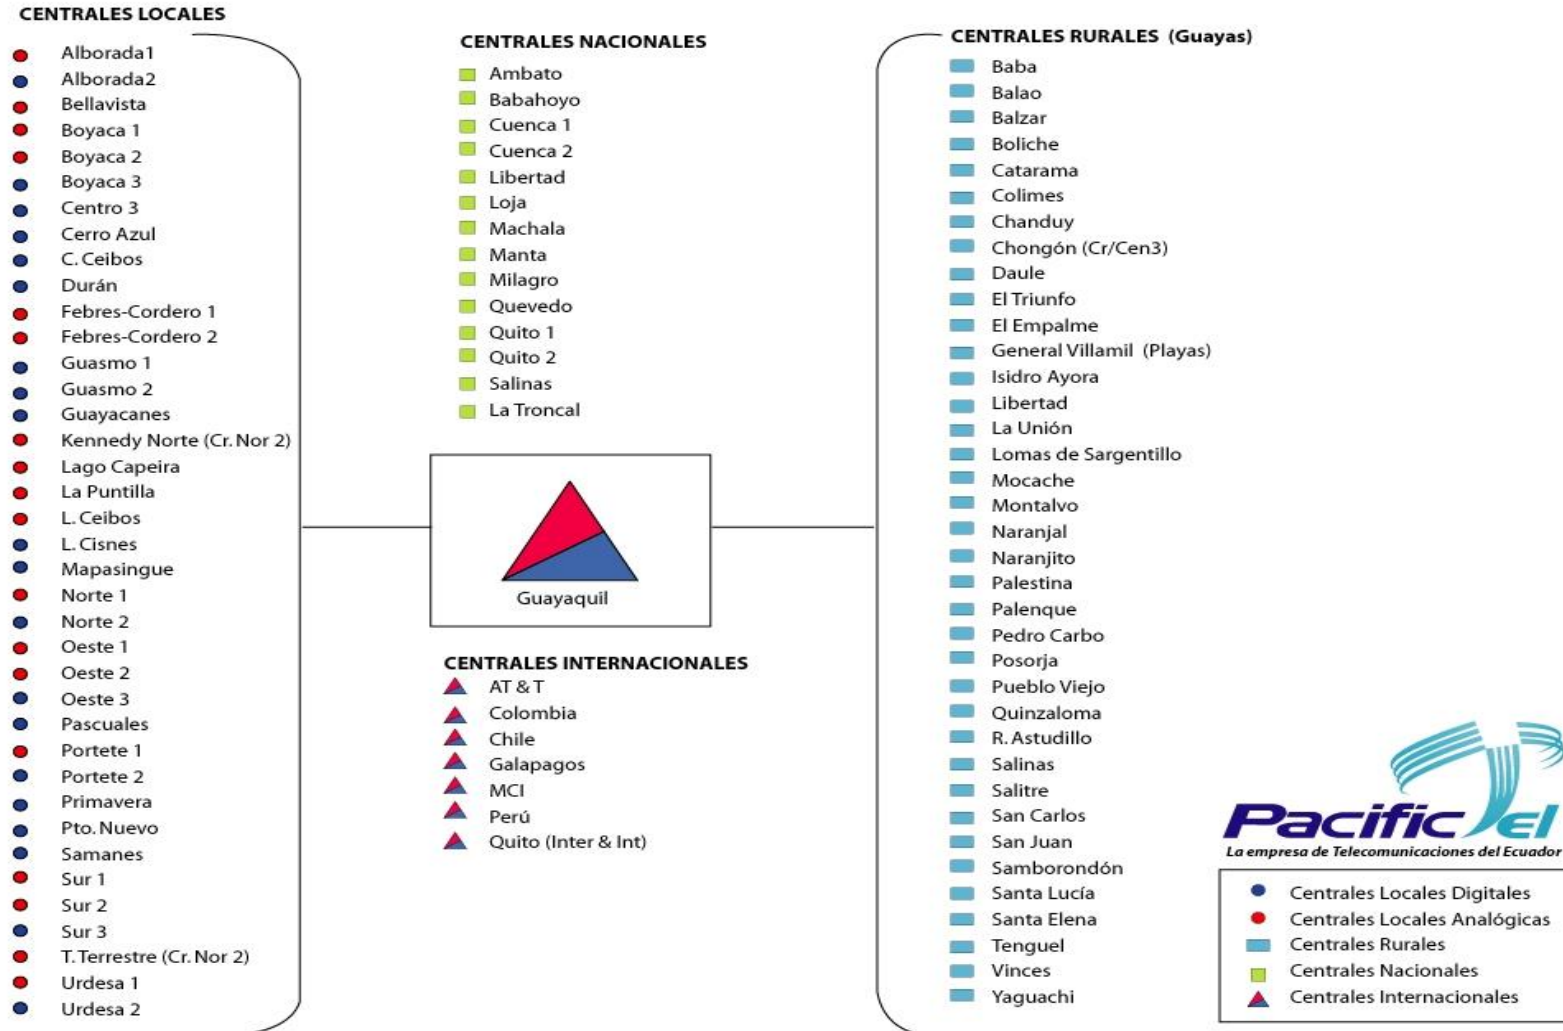 CENTRALES LOCALES
Alborada1
Alborada2
Bellavista
Boyaca 1
Boyaca 2
Boyaca 3
Centro 3
Cerro Azul
C. Ceibos
Durán
Febres-Cordero 1
Febres-Cordero 2
Guasmo 1
Guasmo 2
Guayacanes
Kennedy Norte (Cr. Nor 2)
Lago Capeira
La Puntilla
L. Ceibos
L. Cisnes
Mapasingue
Norte 1
Norte 2
Oeste 1
Oeste 2
Oeste 3
Pascuales
Portete 1
Portete 2
Primavera
Pto. Nuevo
Samanes
Sur 1
Sur 2
Sur 3
T. Terrestre (Cr. Nor 2)
Urdesa 1
Urdesa 2
CENTRALES NACIONALES
Ambato
Babahoyo
Cuenca 1
Cuenca 2
Libertad
Loja
Machala
Manta
Milagro
Quevedo
Quito 1
Quito 2
Salinas
La Troncal
Guayaquil
CENTRALES INTERNACIONALES
AT & T
Colombia
Chile
Galapagos
MCI
Perú
Quito (Inter & Int)
CENTRALES RURALES (Guayas)
Baba
Balao
Balzar
Boliche
Catarama
Colimes
Chanduy
Chongón (Cr/Cen3)
Daule
El Triunfo
El Empalme
General Villamil (Playas)
Isidro Ayora
Libertad
La Unión
Lomas de Sargentillo
Mocache
Montalvo
Naranjal
Naranjito
Palestina
Palenque
Pedro Carbo
Posorja
Pueblo Viejo
Quinzaloma
R. Astudillo
Salinas
Salitre
San Carlos
San Juan
Samborondón
Santa Lucía
Santa Elena
Tenguel
Vinces
Yaguachi
Pacific Tel
La empresa de Telecomunicaciones del Ecuador
Centrales Locales Digitales
Centrales Locales Analógicas
Centrales Rurales
Centrales Nacionales
Centrales Internacionales